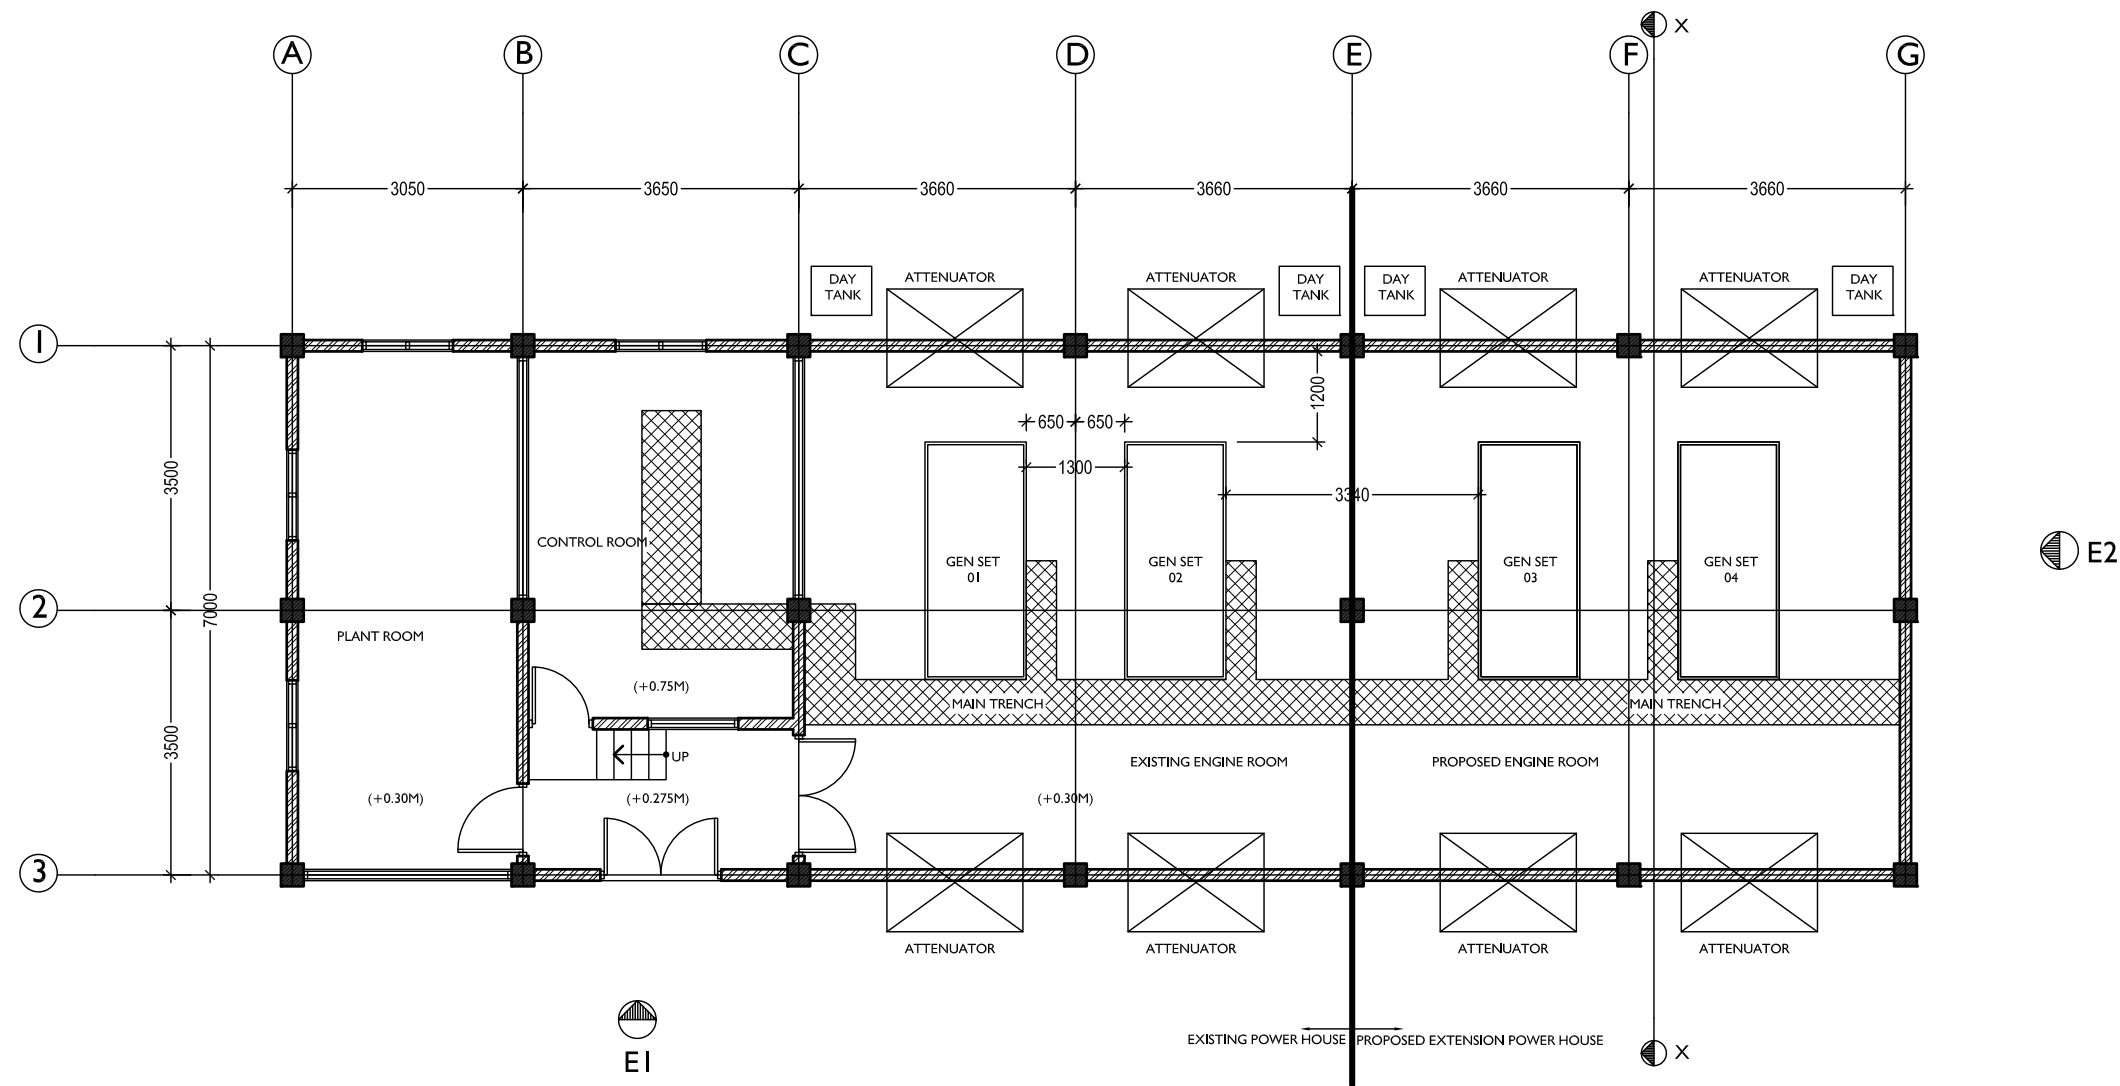 A
B
C
D
E
F
X
G
3050
3650
3660
3660
3660
3660
DAY
TANK
ATTENUATOR
ATTENUATOR
DAY
TANK
DAY
TANK
ATTENUATOR
ATTENUATOR
DAY
TANK
1
1200
650
650
1300
3500
3340
7000
CONTROL ROOM
GEN SET
01
GEN SET
02
GEN SET
03
GEN SET
04
E2
2
PLANT ROOM
(+0.75M)
MAIN TRENCH
MAIN TRENCH
3500
UP
EXISTING ENGINE ROOM
PROPOSED ENGINE ROOM
(+0.30M)
(+0.275M)
(+0.30M)
3
ATTENUATOR
ATTENUATOR
ATTENUATOR
ATTENUATOR
E1
EXISTING POWER HOUSE
PROPOSED EXTENSION POWER HOUSE
X